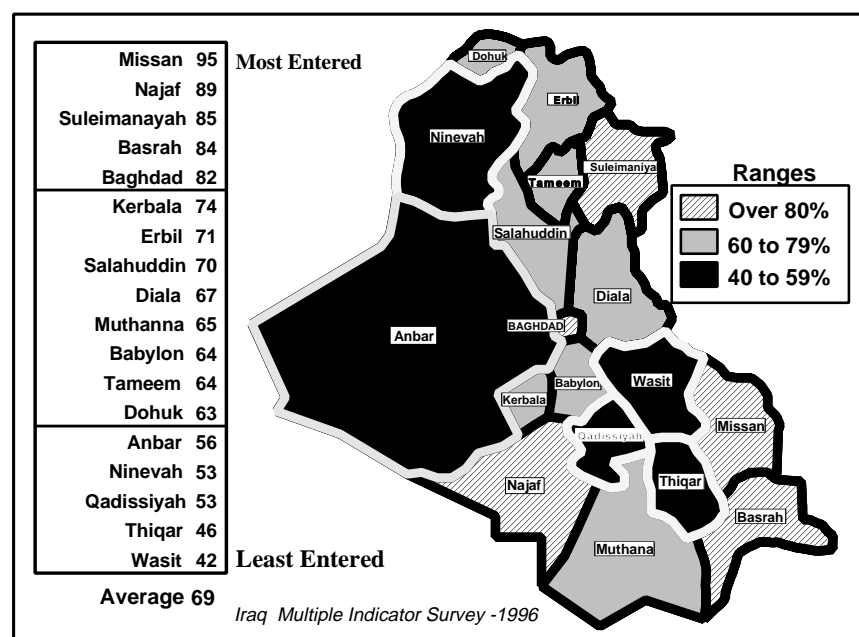 Missan 95 Most Entered
Najaf 89
Suleimanayah 85
Basrah 84
Baghdad 82
Kerbala 74
Erbil 71
Salahuddin 70
Diala 67
Muthanna 65
Babylon 64
Tameem 64
Dohuk 63
Anbar 56
Ninevah 53
Qadissiyah 53
Thiqar 46
Wasit 42 Least Entered
Average 69
Dohuk
Erbil
Ninevah
Suleimaniya
Tameem
Salahuddin
Diala
BAGHDAD
Anbar
Wasit
Babylon
Kerbala
Missan
Qadissiyah
Thiqar
Najaf
Basrah
Muthana
Ranges
Over 80%
60 to 79%
40 to 59%
Iraq Multiple Indicator Survey -1996